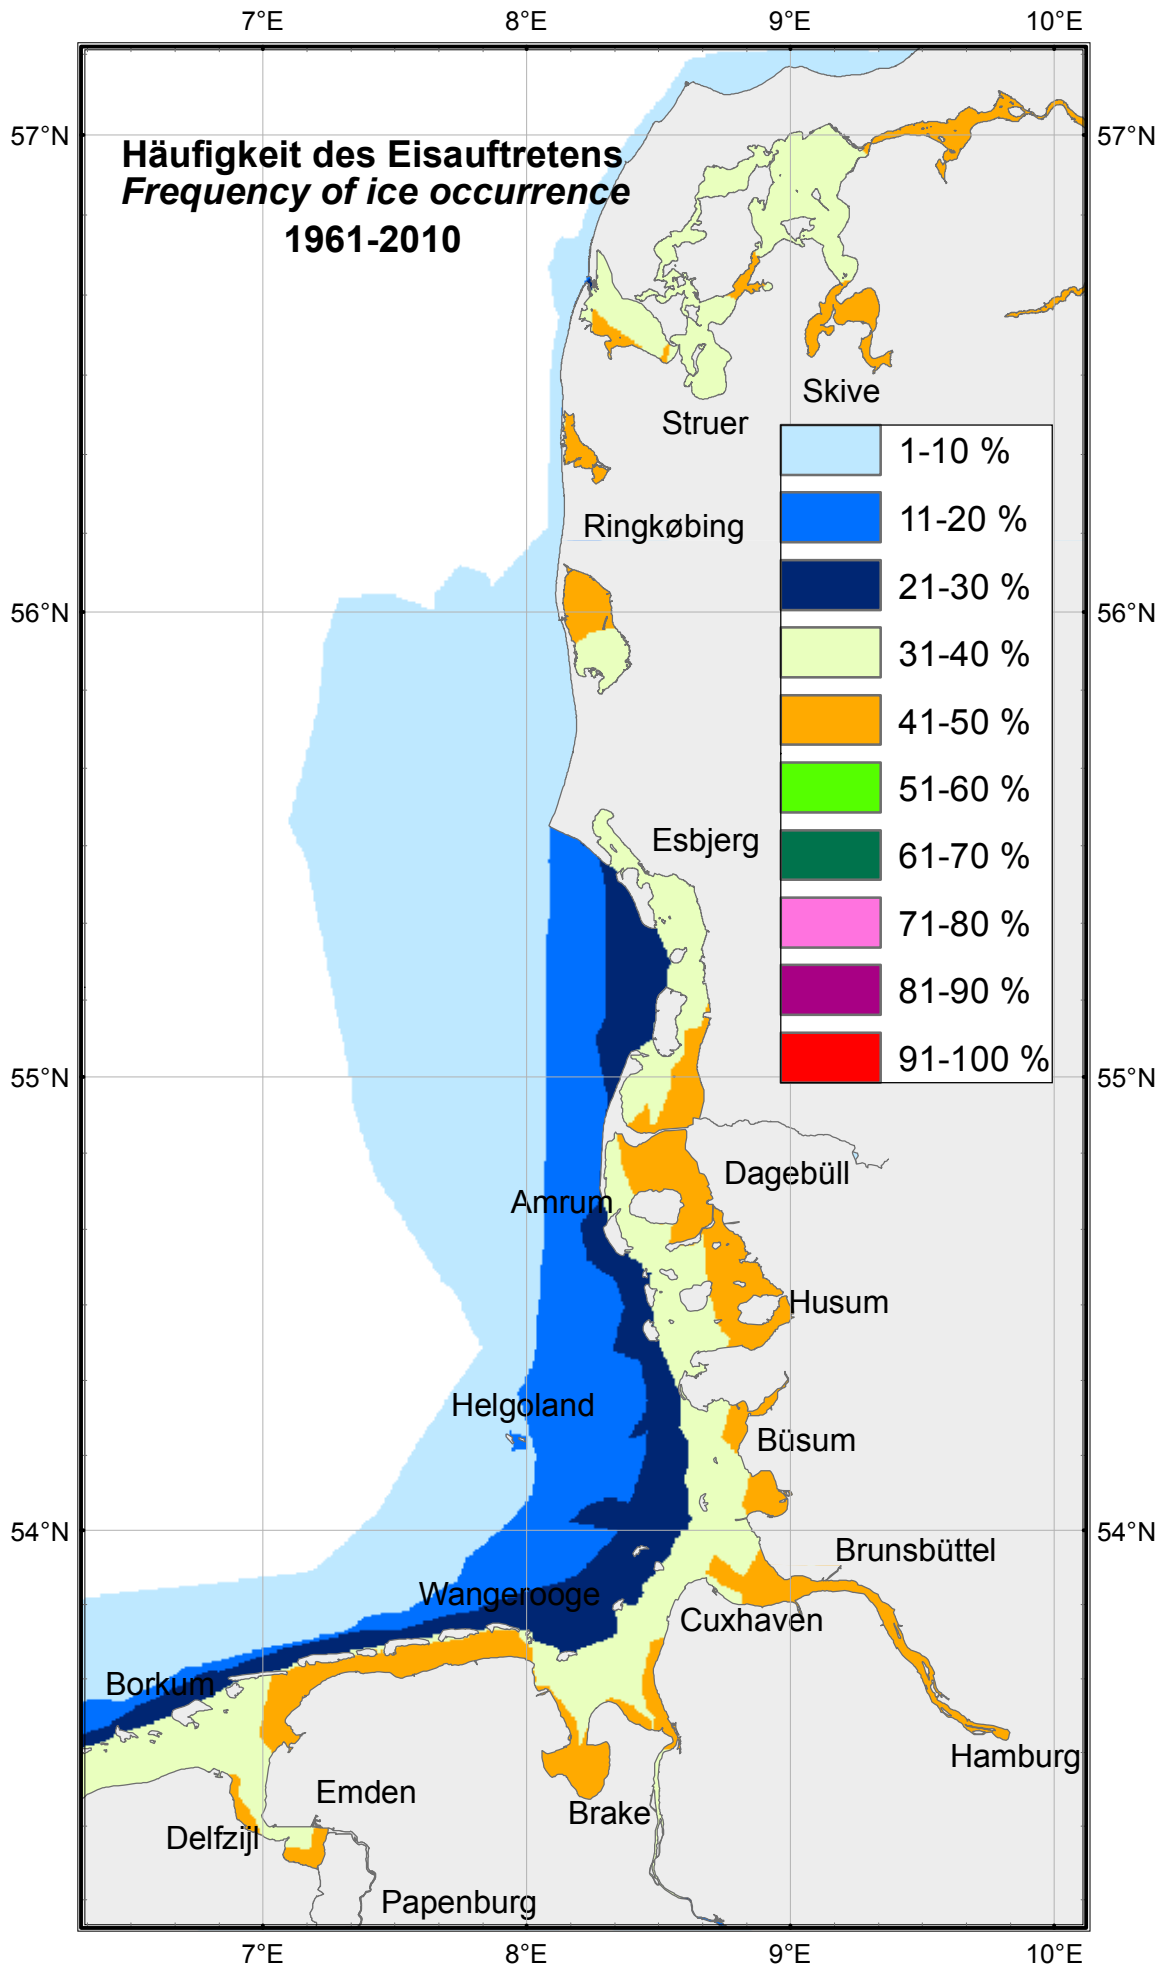 7°E 8°E 9°E 10°E
57°N 57°N
Häufigkeit des Eisauftretens
Frequency of ice occurrence
1961-2010
Skive
Struer
1-10 %
11-20 %
Ringkøbing
21-30 %
56°N 56°N
31-40 %
41-50 %
51-60 %
Esbjerg
61-70 %
71-80 %
81-90 %
91-100 %
55°N 55°N
Dagebüll
Amrum
Husum
Helgoland
Büsum
54°N 54°N
Brunsbüttel
Wangerooge
Cuxhaven
Borkum
Hamburg
Emden
Brake
Delfzijl
Papenburg
7°E 8°E 9°E 10°E